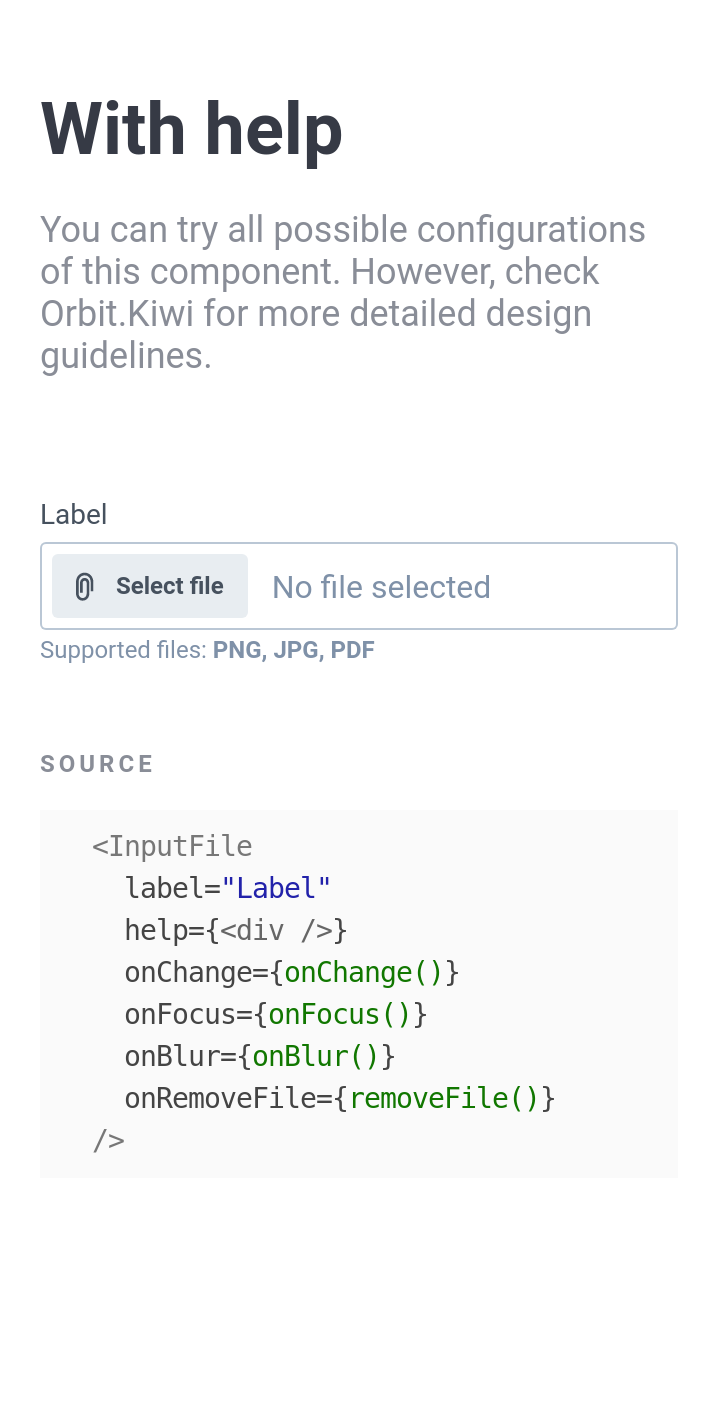 With help
You can try all possible configurations
of this component. However, check
Orbit.Kiwi for more detailed design
guidelines.
Label
Select file
No file selected
Supported files: PNG, JPG, PDF
SOURCE
<InputFile
  label="Label"
  help={<div />}
  onChange={onChange()}
  onFocus={onFocus()}
  onBlur={onBlur()}
  onRemoveFile={removeFile()}
/>